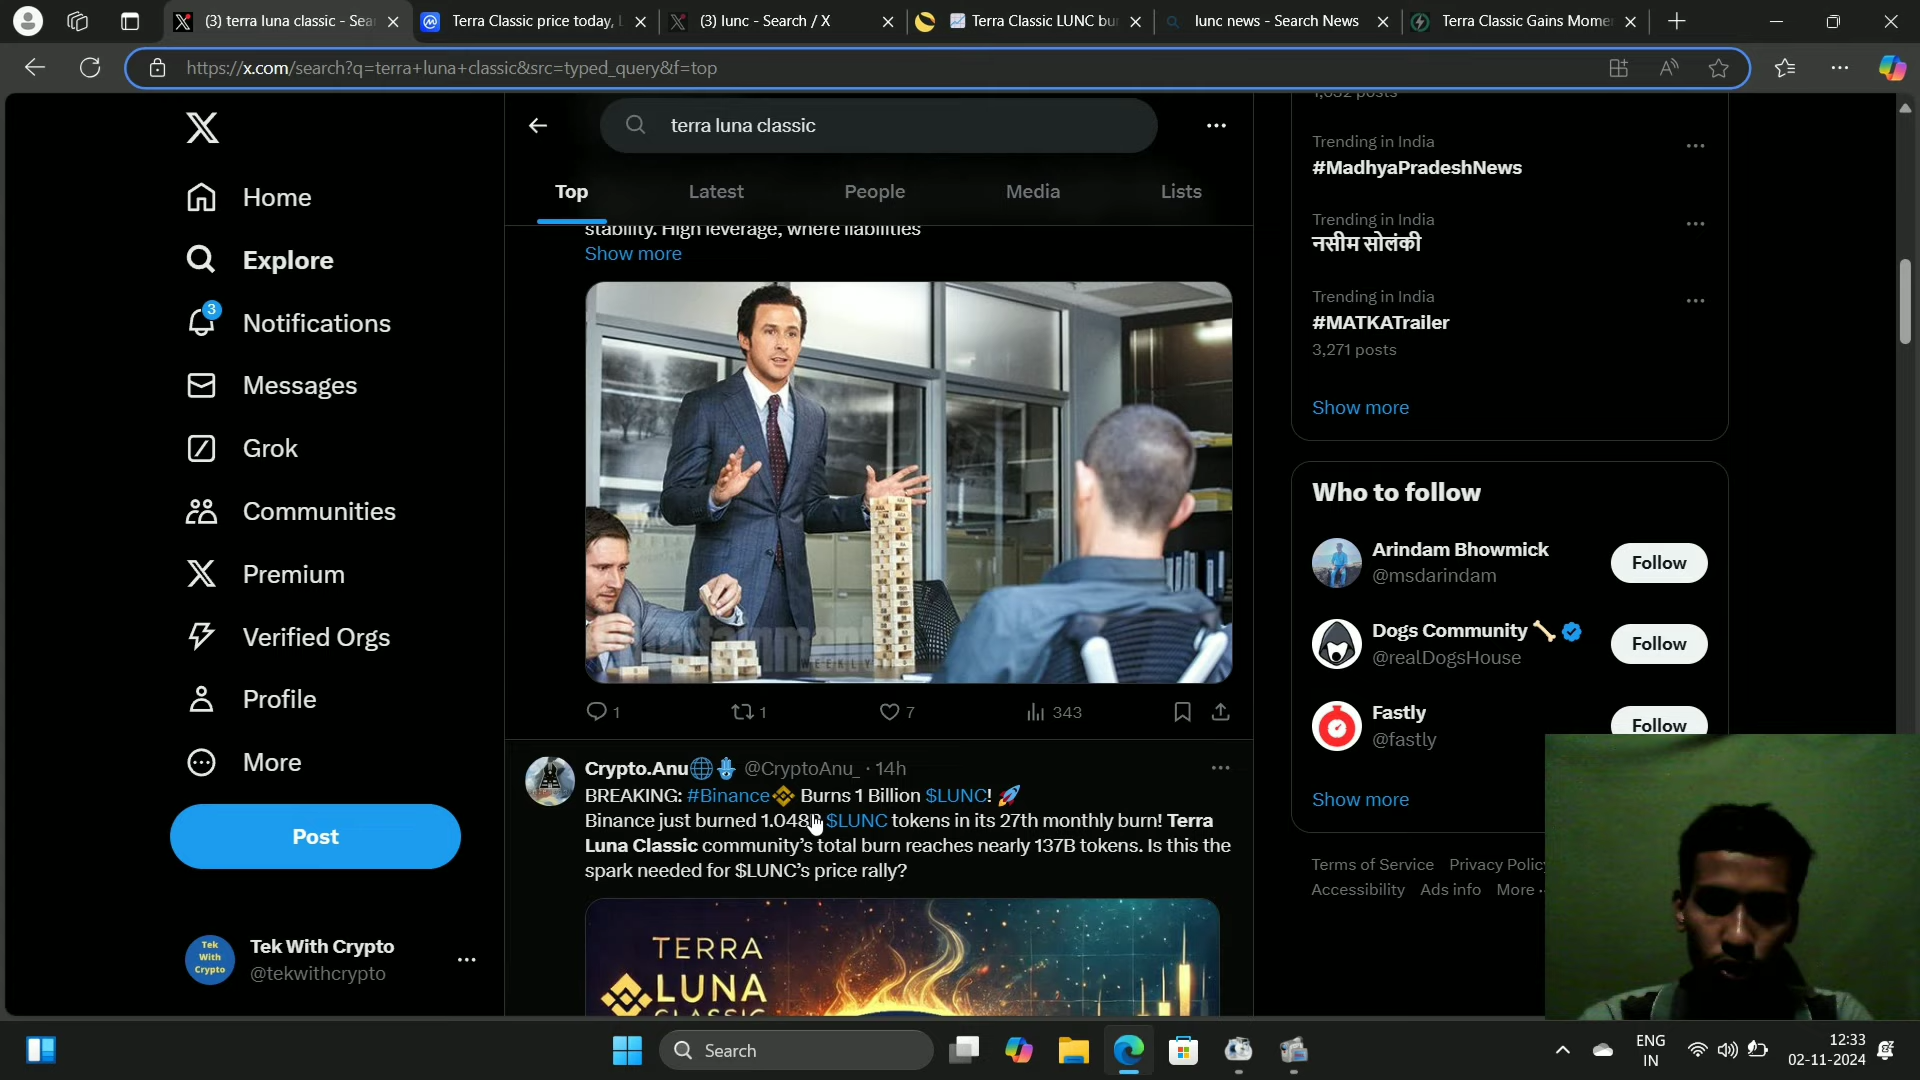 (3) terra luna classic - Sear
Terra Classic price today, L
(3) lunc - Search / X
Terra Classic LUNC bu
lunc news - Search News
Terra Classic Gains Momen
https://x.com/search?q=terra+luna+classic&src=typed_query&f=top
Home
Explore
3
Notifications
Messages
Grok
Communities
Premium
Verified Orgs
Profile
More
Post
Tek With Crypto
Tek With Crypto
@tekwithcrypto
terra luna classic
Top
Latest
People
Media
Lists
stability. High leverage, where liabilities
Show more
WEEKLY
1
1
7
343
Crypto.Anu @CryptoAnu_ · 14h
BREAKING: #Binance Burns 1 Billion $LUNC! 🚀
Binance just burned 1.048B $LUNC tokens in its 27th monthly burn! Terra
Luna Classic community's total burn reaches nearly 137B tokens. Is this the
spark needed for $LUNC's price rally?
TERRA
LUNA
CLASSIC
posts
Trending in India
#MadhyaPradeshNews
Trending in India
नसीम सोलंकी
Trending in India
#MATKATrailer
3,271 posts
Show more
Who to follow
Arindam Bhowmick
@msdarindam
Follow
Dogs Community
@realDogsHouse
Follow
Fastly
@fastly
Follow
Show more
Terms of Service Privacy Policy
Accessibility Ads info More
Search
ENG
IN
12:33
02-11-2024